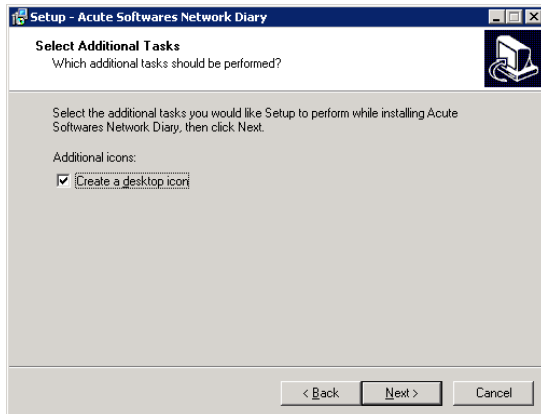 Setup - Acute Softwares Network Diary
Select Additional Tasks
Which additional tasks should be performed?
Select the additional tasks you would like Setup to perform while installing Acute
Softwares Network Diary, then click Next.
Additional icons:
Create a desktop icon
< Back Next > Cancel